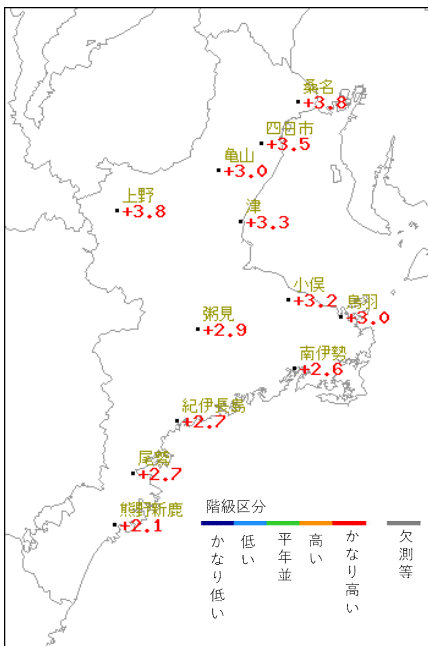 桑名
+3.8
四日市
+3.5
亀山
+3.0
上野
+3.8
津
+3.3
小俣
+3.2
鳥羽
+3.0
粥見
+2.9
南伊勢
+2.6
紀伊長島
+2.7
尾鷲
+2.7
熊野新鹿
+2.1
階級区分
かなり低い
低い
平年並
高い
かなり高い
欠測等